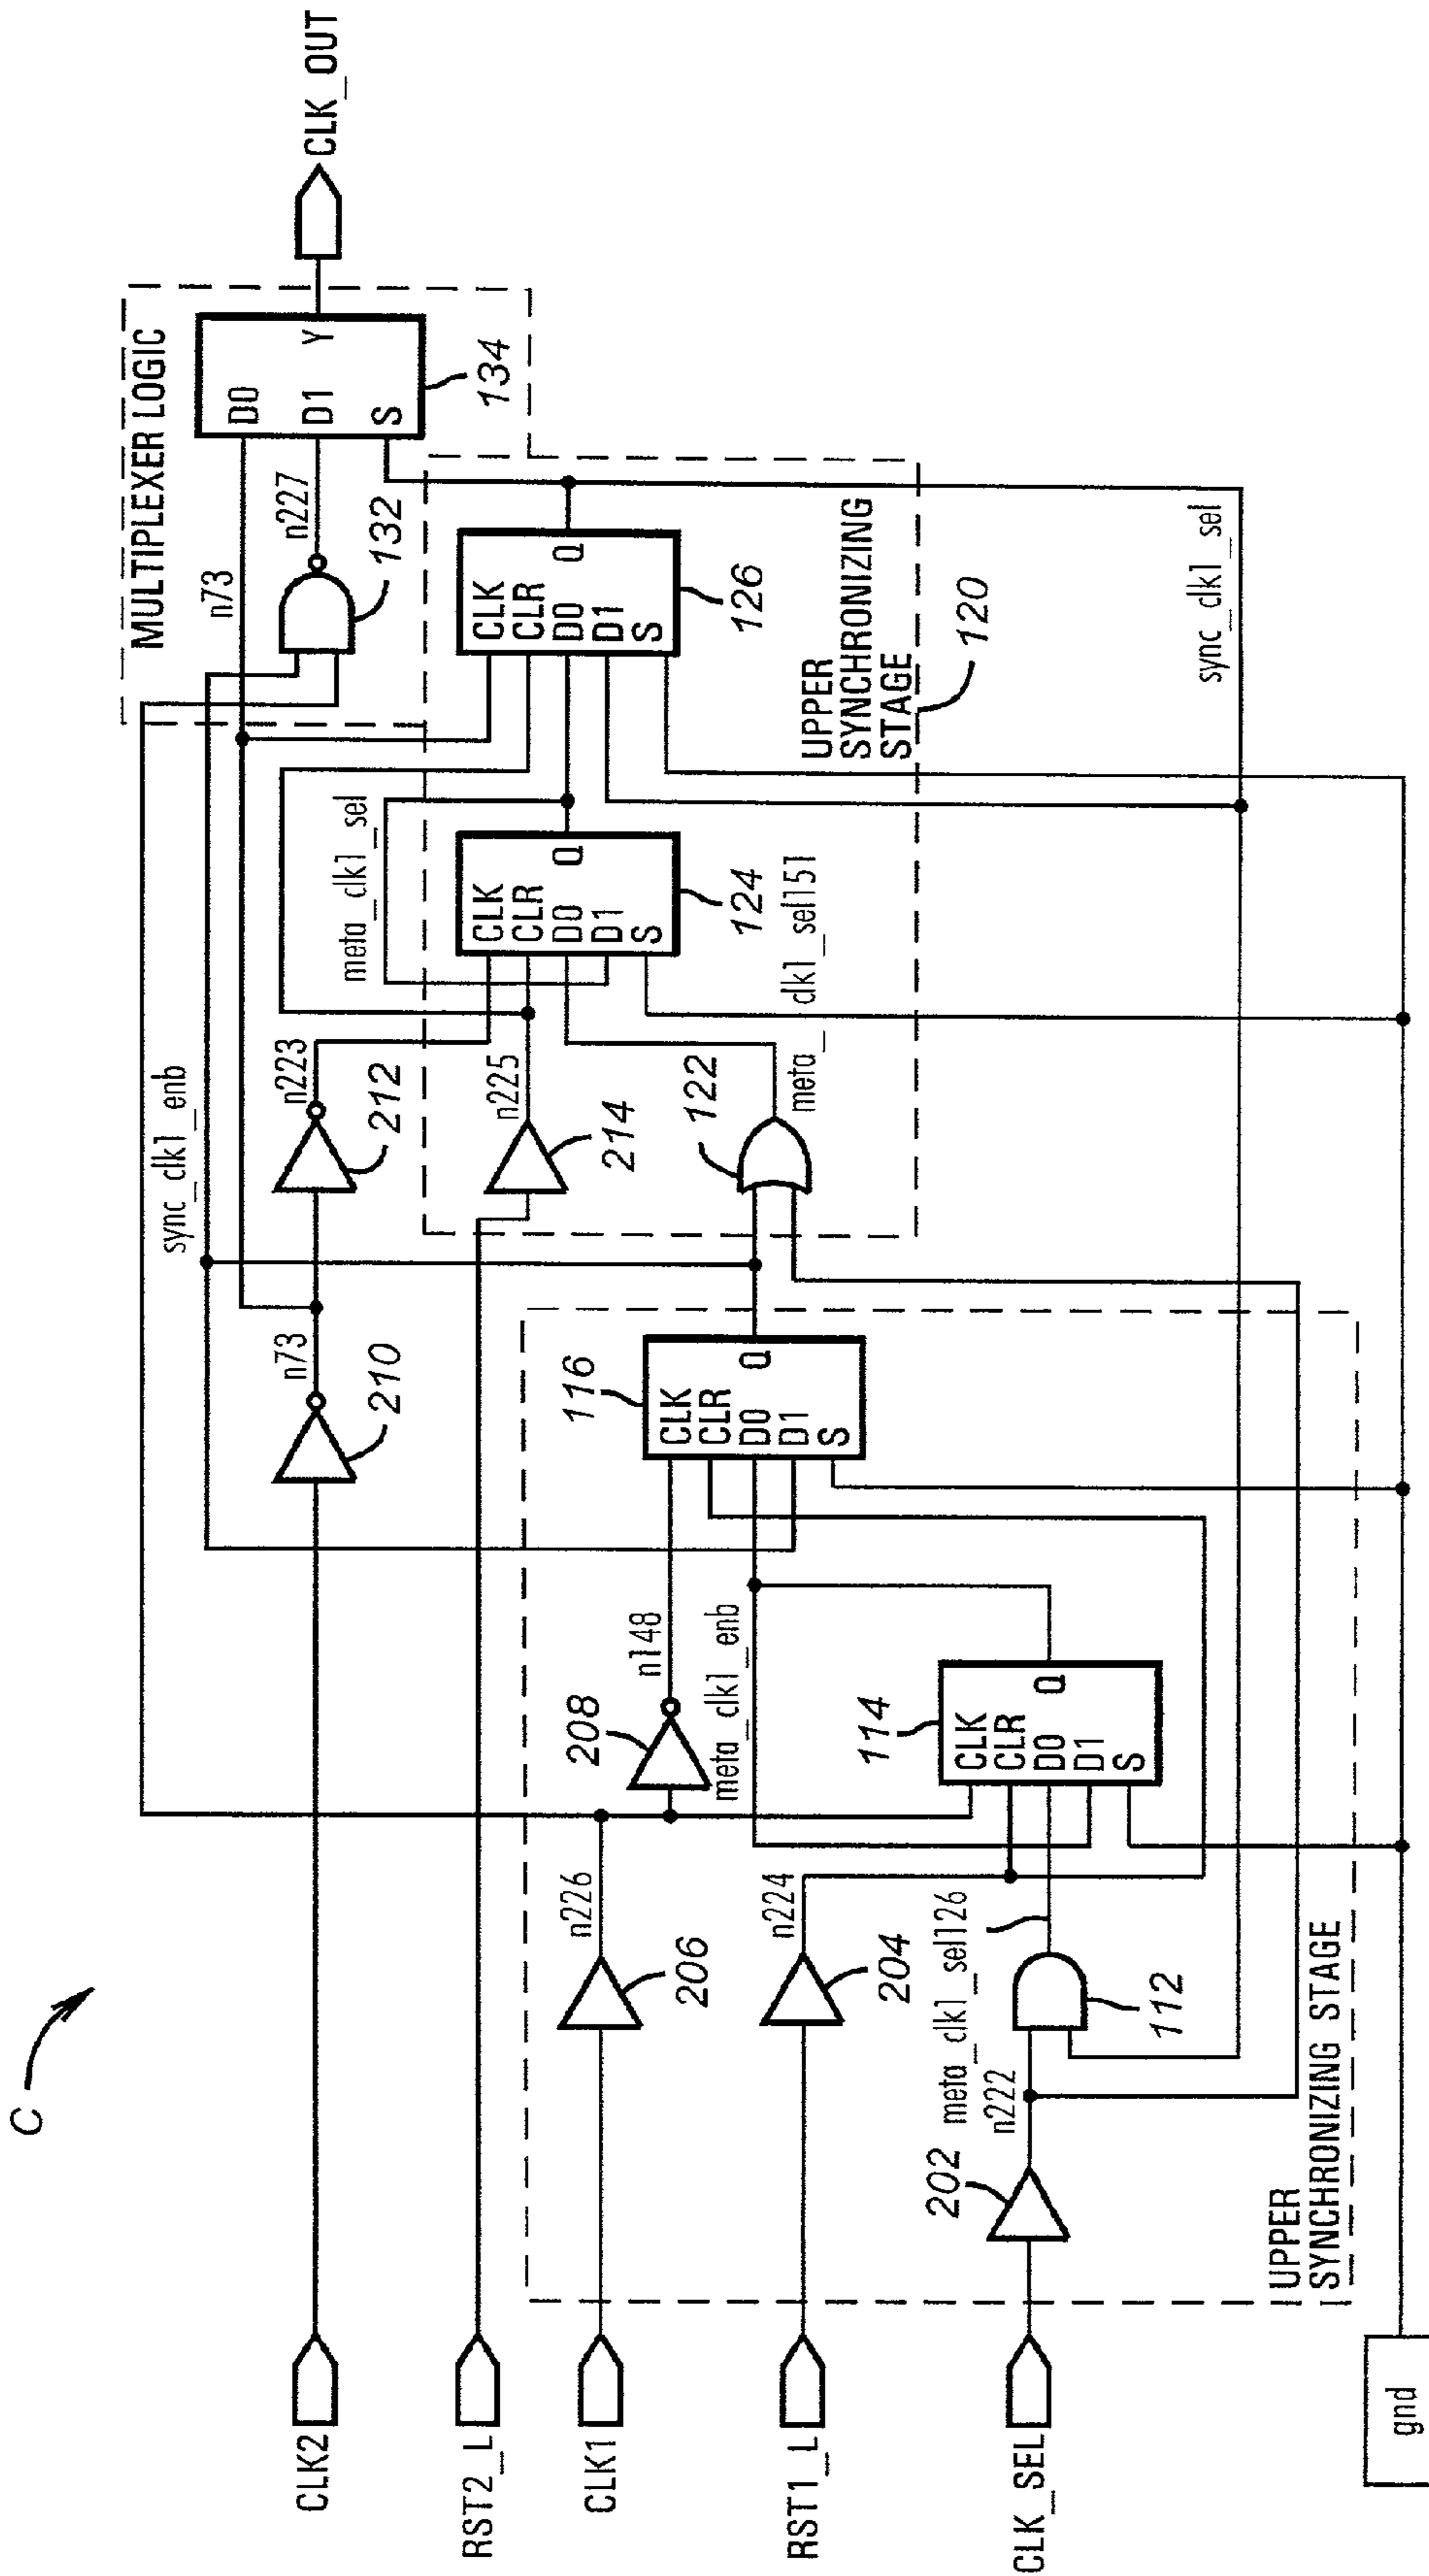 C
CLK2
RST2_L
CLK1
RST1_L
CLK_SEL
gnd
UPPER
SYNCHRONIZING STAGE
202
n222
meta_clk1_sel126
112
204
n224
206
n226
208
n148
meta_clk1_enb
114
CLK
CLR
D0
D1
S
Q
116
CLK
CLR
D0
D1
S
Q
210
n73
sync_clk1_enb
212
n223
214
n225
122
meta_clk1_sel151
meta_clk1_sel
124
CLK
CLR
D0
D1
S
Q
126
CLK
CLR
D0
D1
S
Q
UPPER
SYNCHRONIZING
STAGE
120
sync_clk1_sel
MULTIPLEXER LOGIC
n73
n227
132
D0
D1
S
Y
134
CLK_OUT